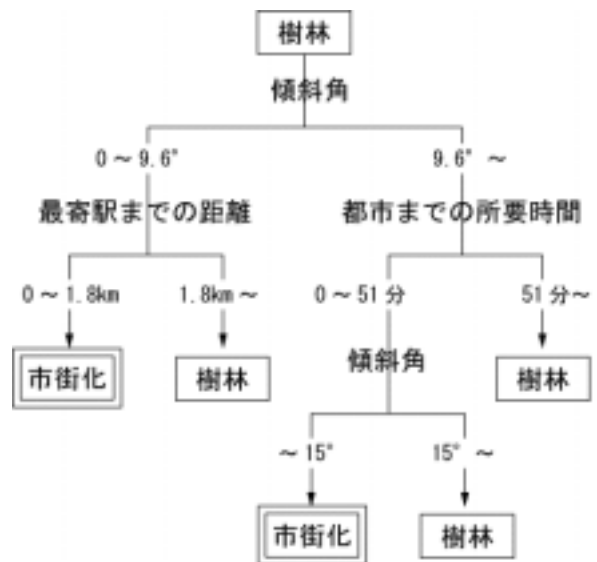 樹林
傾斜角
0～9.6°
9.6°～
最寄駅までの距離
都市までの所要時間
0～1.8km
1.8km～
0～51分
51分～
市街化
樹林
傾斜角
樹林
～15°
15°～
市街化
樹林